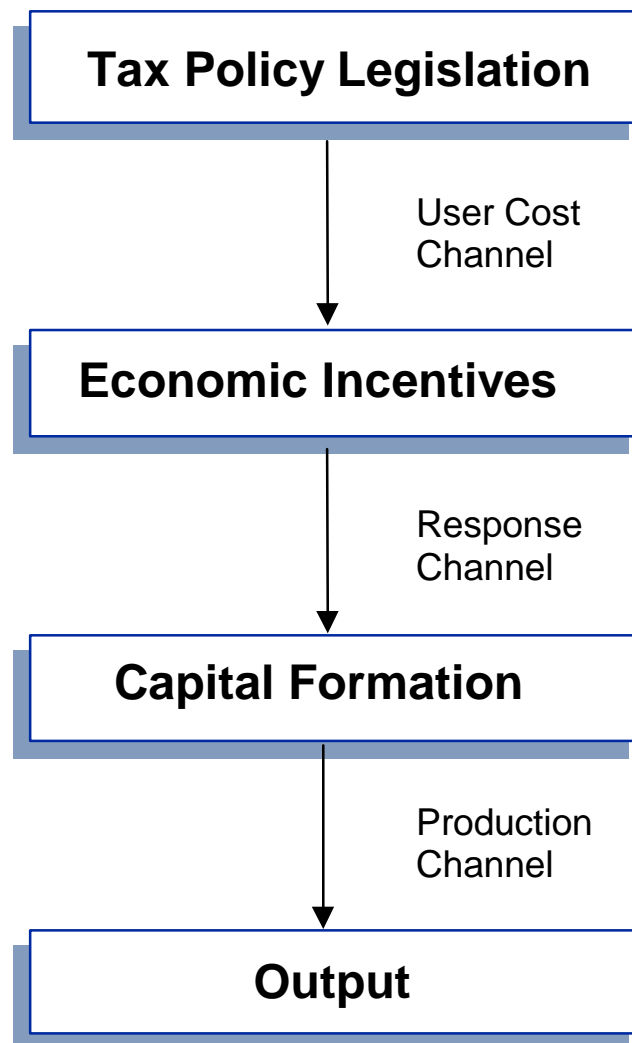 Tax Policy Legislation
User Cost
Channel
Economic Incentives
Response
Channel
Capital Formation
Production
Channel
Output